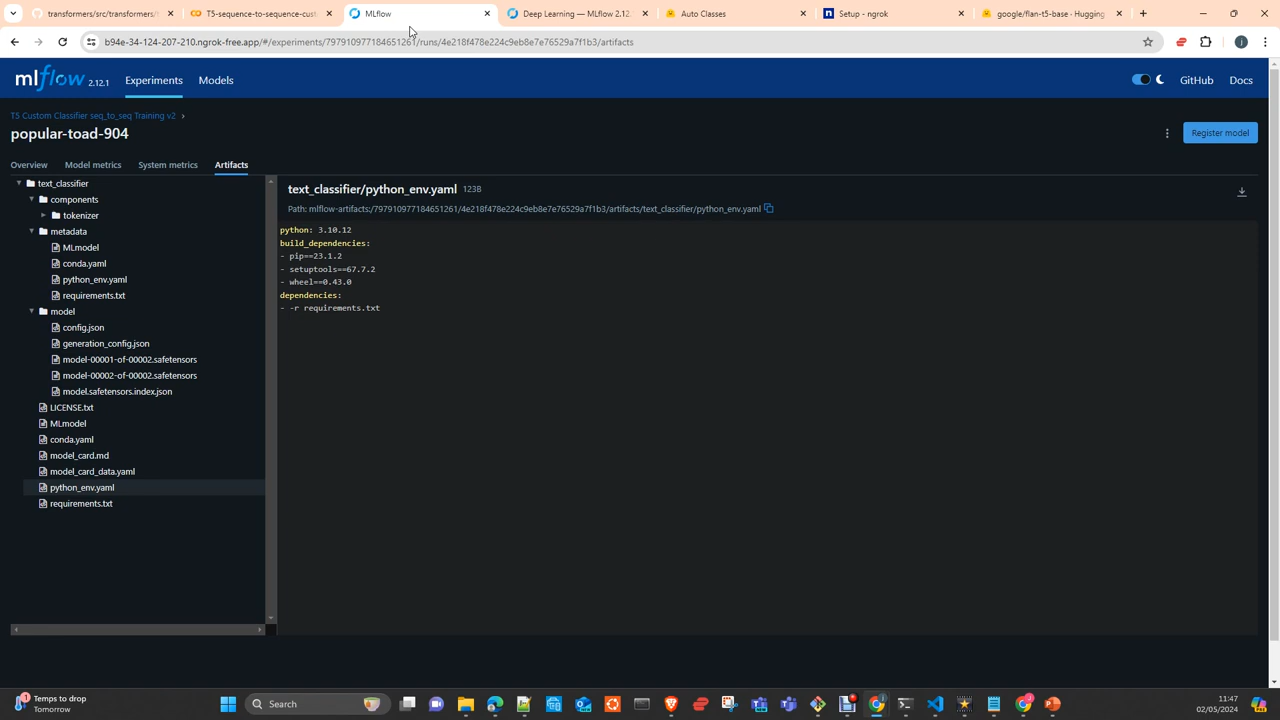 transformers/src/transformers/t
T5-sequence-to-sequence-cust
MLflow
Deep Learning — MLflow 2.12.
Auto Classes
Setup - ngrok
google/flan-t5-base · Hugging
b94e-34-124-207-210.ngrok-free.app/#/experiments/797910977184651261/runs/4e218f478e224c9eb8e7e76529a7f1b3/artifacts
mlflow 2.12.1
Experiments
Models
GitHub
Docs
T5 Custom Classifier seq_to_seq Training v2 >
popular-toad-904
Register model
Overview
Model metrics
System metrics
Artifacts
text_classifier
components
tokenizer
metadata
MLmodel
conda.yaml
python_env.yaml
requirements.txt
model
config.json
generation_config.json
model-00001-of-00002.safetensors
model-00002-of-00002.safetensors
model.safetensors.index.json
LICENSE.txt
MLmodel
conda.yaml
model_card.md
model_card_data.yaml
python_env.yaml
requirements.txt
text_classifier/python_env.yaml 123B
Path: mlflow-artifacts:/797910977184651261/4e218f478e224c9eb8e7e76529a7f1b3/artifacts/text_classifier/python_env.yaml
python: 3.10.12
build_dependencies:
- pip==23.1.2
- setuptools==67.7.2
- wheel==0.43.0
dependencies:
- -r requirements.txt
Temps to drop
Tomorrow
Search
11:47
02/05/2024